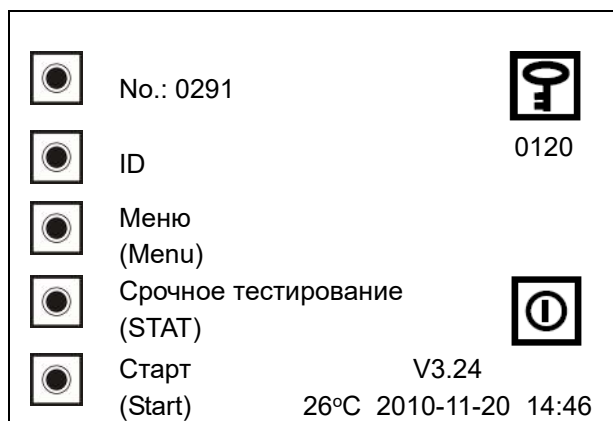 No.: 0291
0120
ID
Меню
(Menu)
Срочное тестирование
(STAT)
Старт V3.24
(Start) 26°C 2010-11-20 14:46